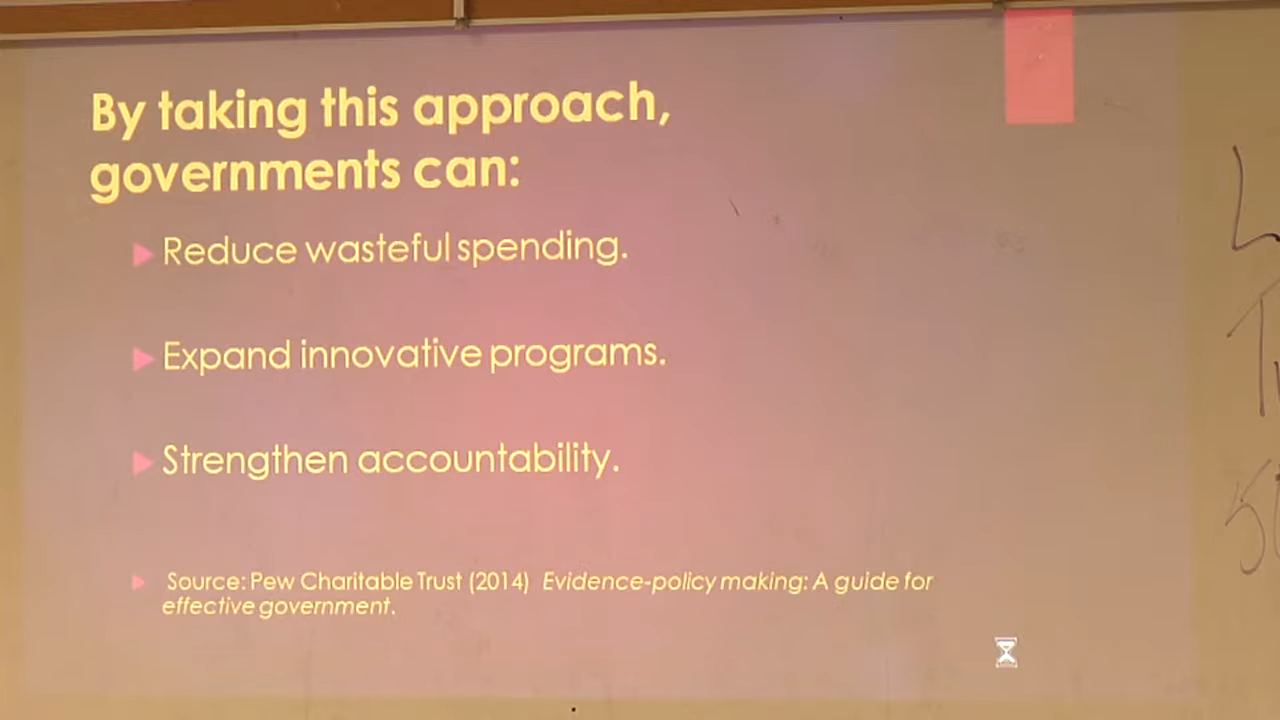 By taking this approach,
governments can:
Reduce wasteful spending.
Expand innovative programs.
Strengthen accountability.
Source: Pew Charitable Trust (2014) Evidence-policy making: A guide for
effective government.